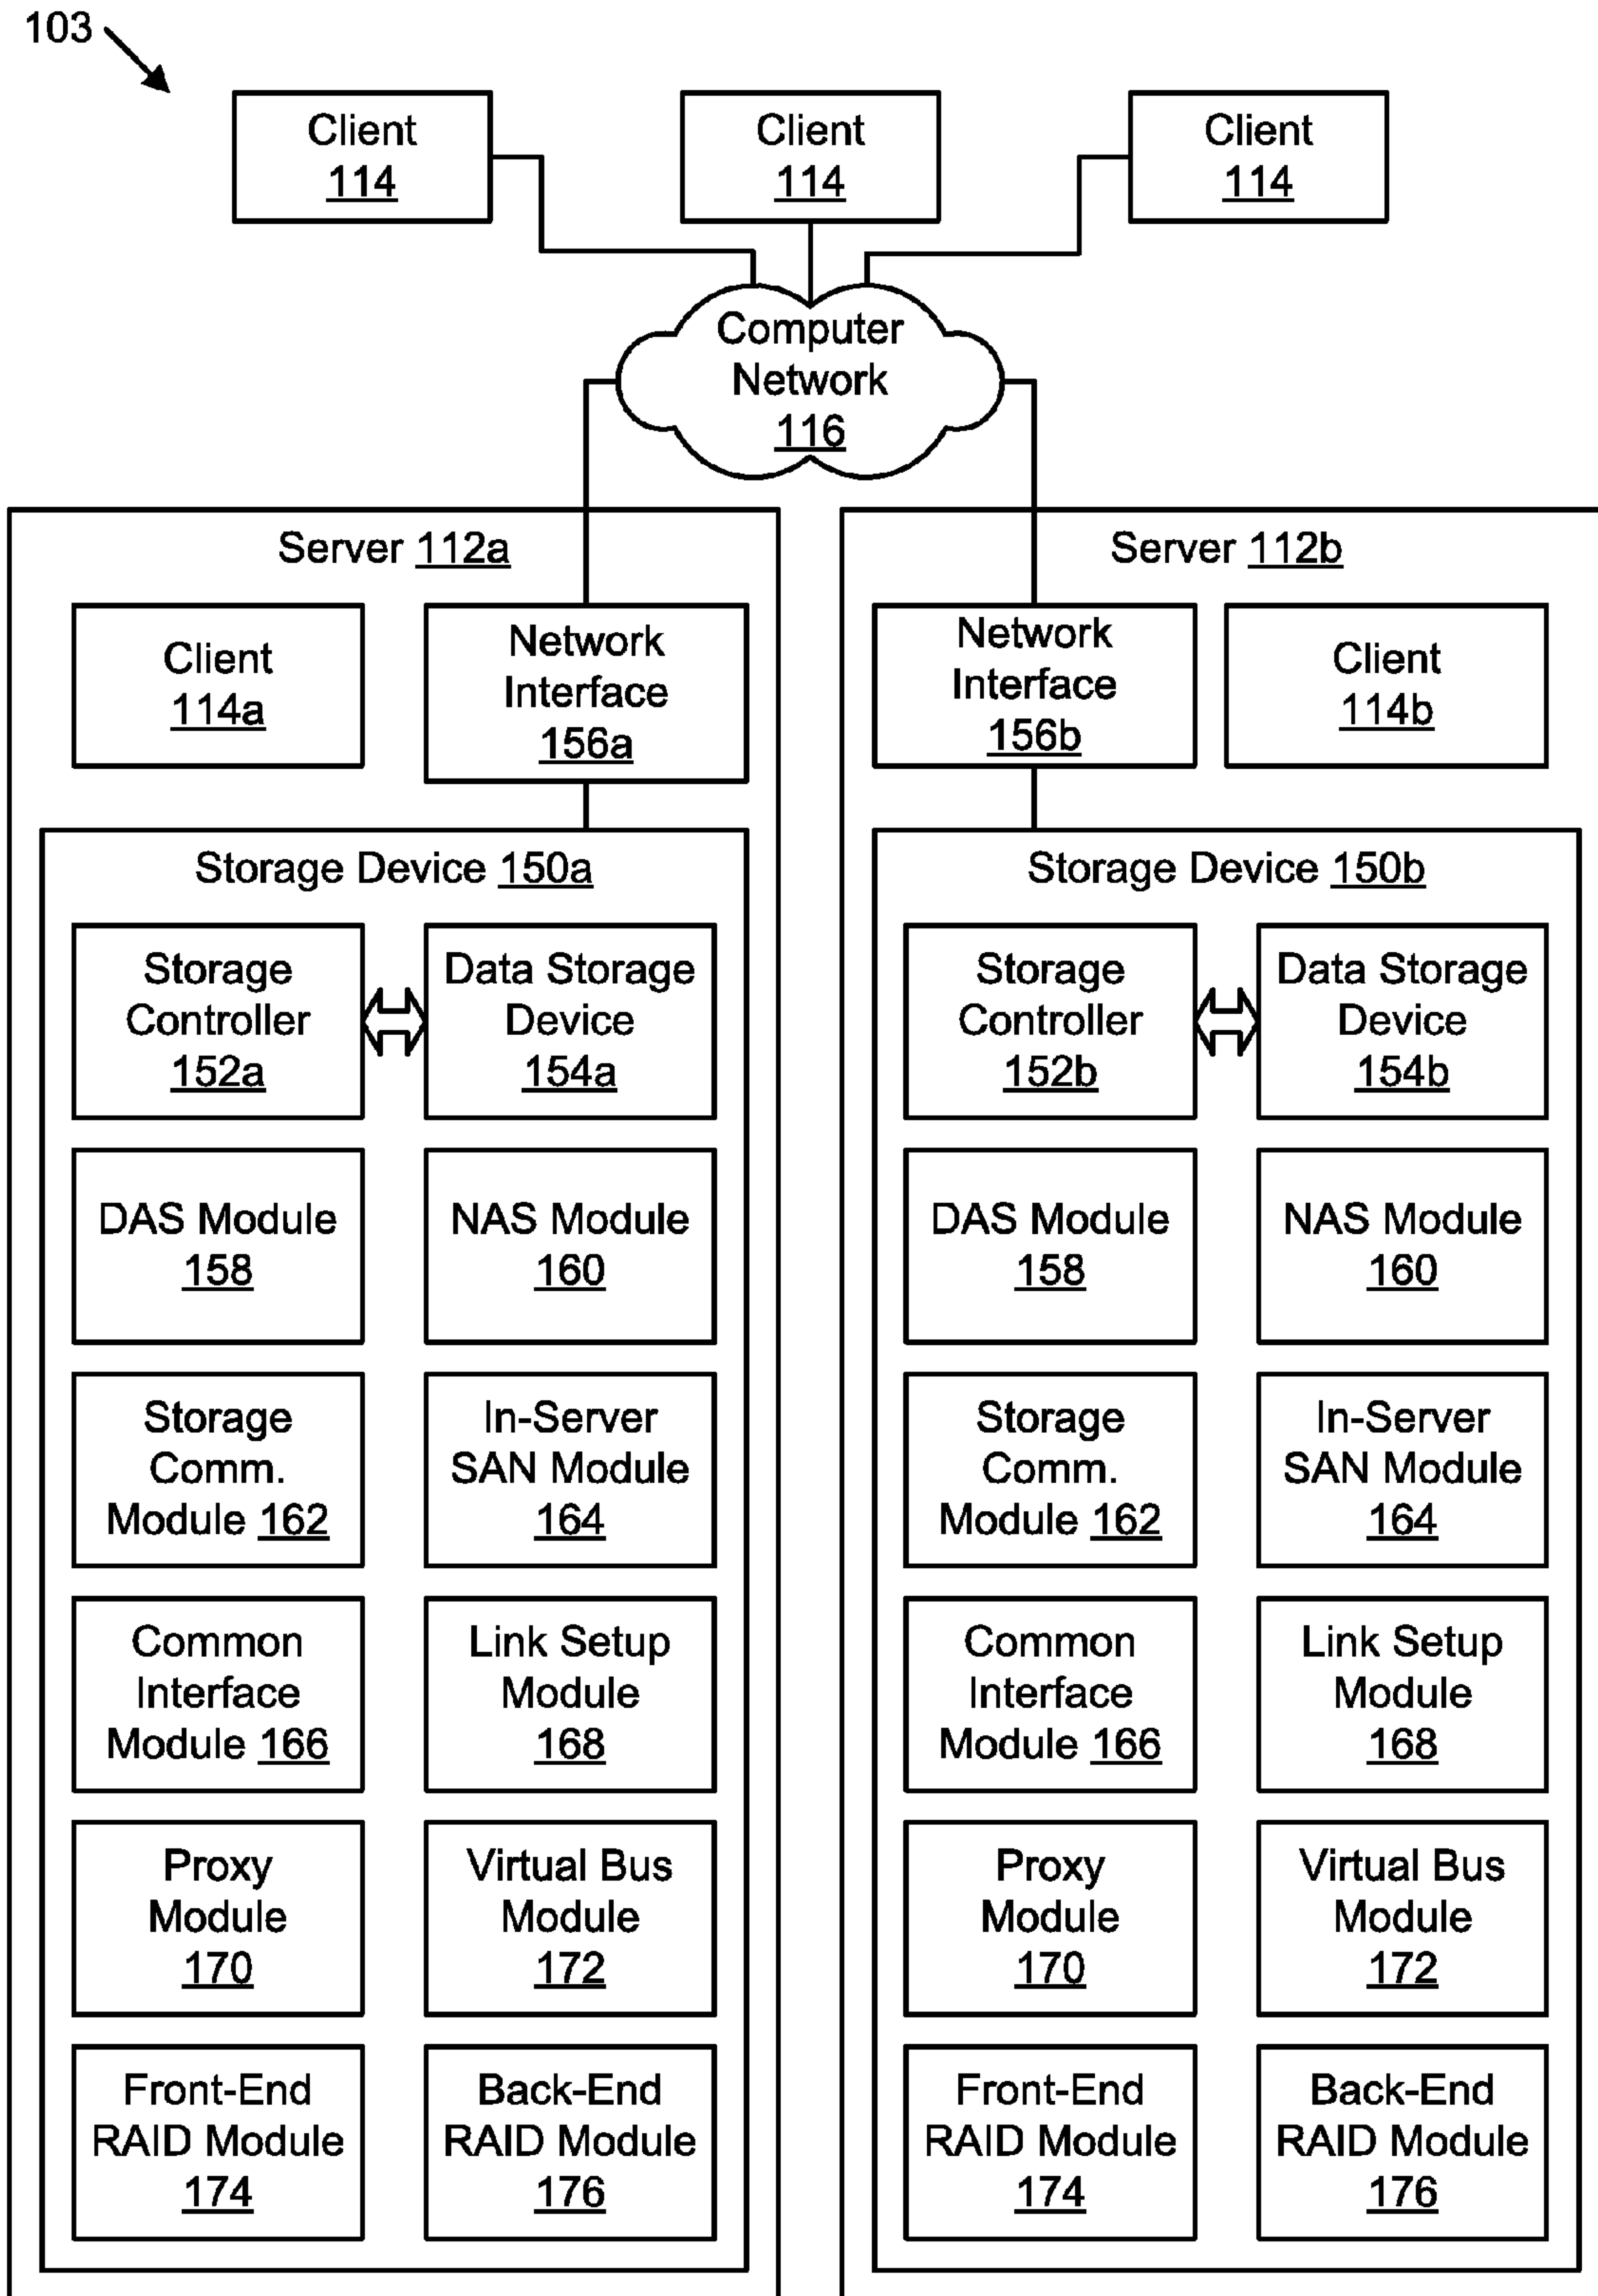 103
Client
114
Client
114
Client
114
Computer
Network
116
Server 112a
Client
114a
Network
Interface
156a
Storage Device 150a
Storage
Controller
152a
Data Storage
Device
154a
DAS Module
158
NAS Module
160
Storage
Comm.
Module 162
In-Server
SAN Module
164
Common
Interface
Module 166
Link Setup
Module
168
Proxy
Module
170
Virtual Bus
Module
172
Front-End
RAID Module
174
Back-End
RAID Module
176
Server 112b
Network
Interface
156b
Client
114b
Storage Device 150b
Storage
Controller
152b
Data Storage
Device
154b
DAS Module
158
NAS Module
160
Storage
Comm.
Module 162
In-Server
SAN Module
164
Common
Interface
Module 166
Link Setup
Module
168
Proxy
Module
170
Virtual Bus
Module
172
Front-End
RAID Module
174
Back-End
RAID Module
176